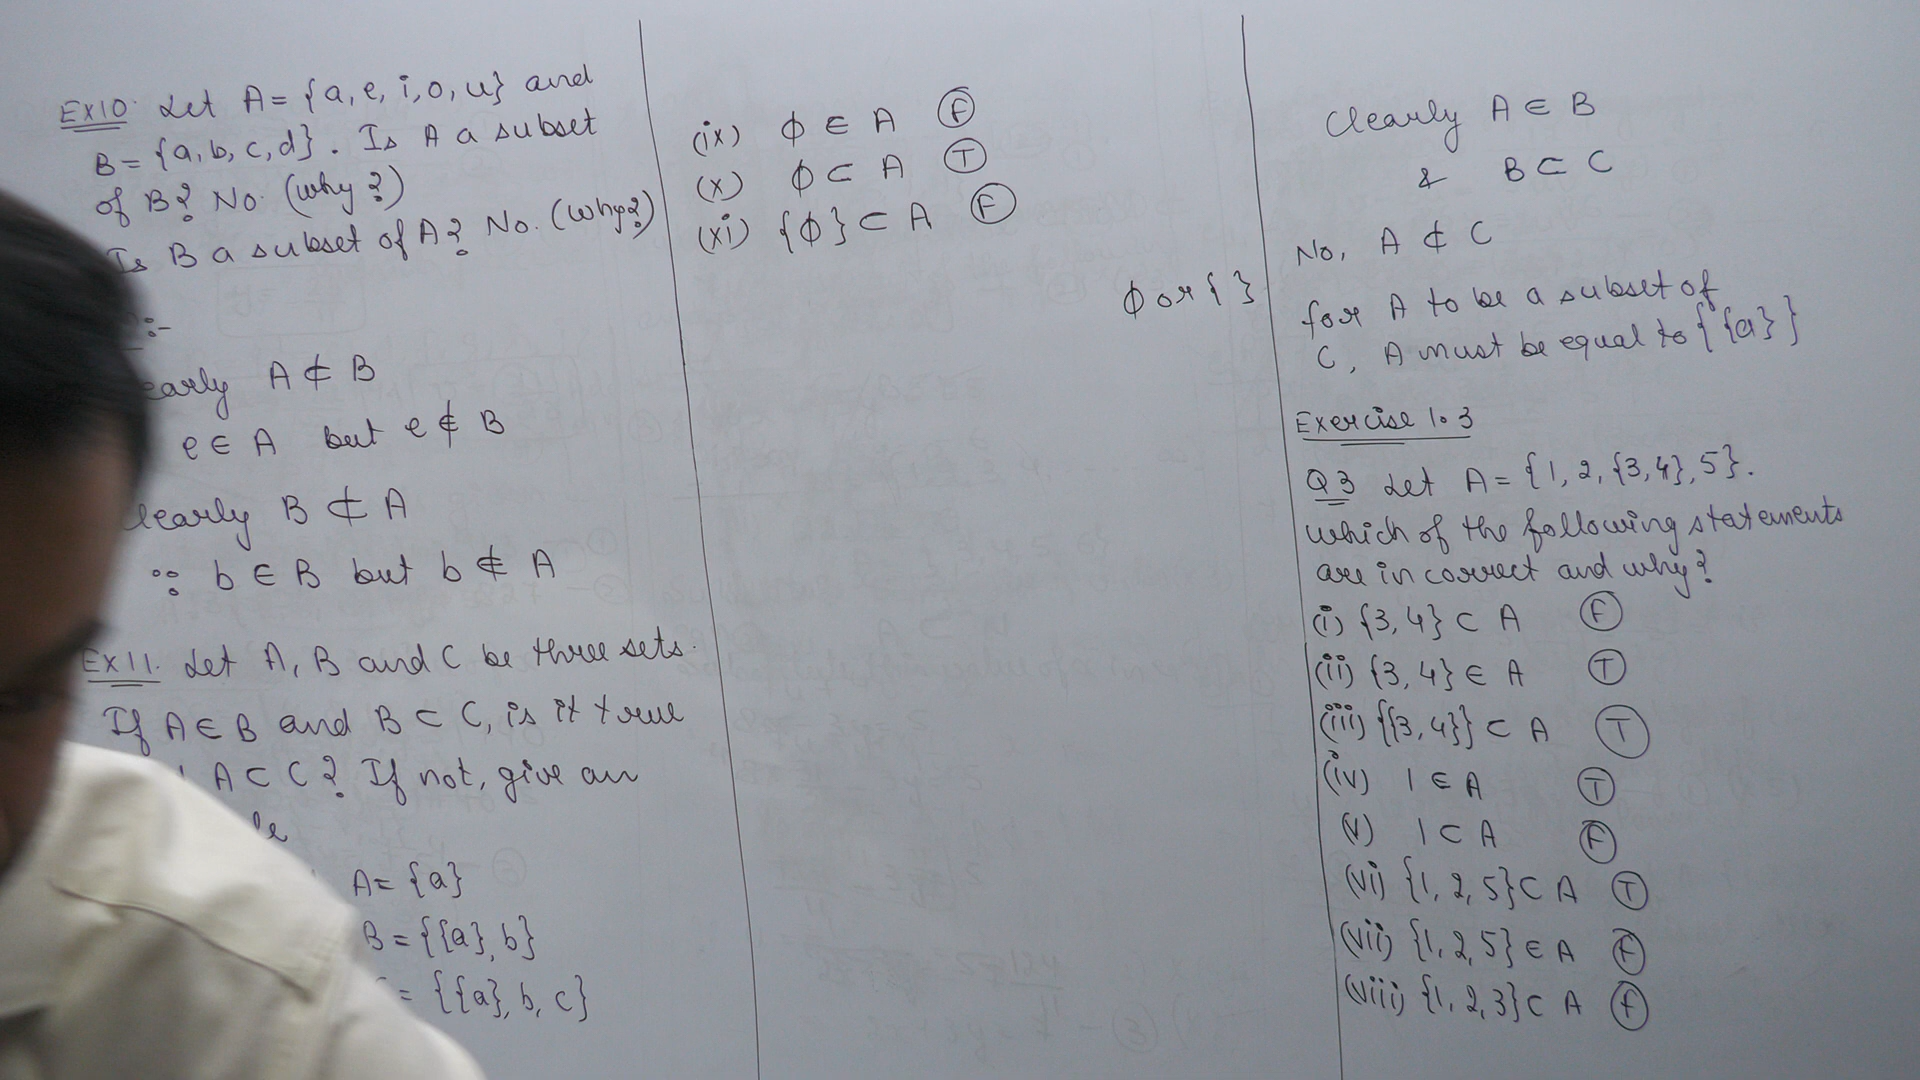 Ex10. Let A = {a, e, i, o, u} and
B = {a, b, c, d}. Is A a subset
of B? No. (why?)
Is B a subset of A? No. (why?)
:-
early A ⊄ B
e ∈ A but e ∉ B
learly B ⊄ A
∵ b ∈ B but b ∉ A
Ex11. Let A, B and C be three sets.
If A ∈ B and B ⊂ C, is it true
A ⊂ C? If not, give an
le
A = {a}
B = {{a}, b}
= {{a}, b, c}
(ix) ϕ ∈ A (F)
(x) ϕ ⊂ A (T)
(xi) {ϕ} ⊂ A (F)
ϕ or { }
Clearly A ∈ B
& B ⊂ C
No, A ⊄ C
for A to be a subset of
C, A must be equal to {{a}}
Exercise 1.3
Q3 Let A = {1, 2, {3, 4}, 5}.
which of the following statements
are incorrect and why?
(i) {3, 4} ⊂ A (F)
(ii) {3, 4} ∈ A (T)
(iii) {{3, 4}} ⊂ A (T)
(iv) 1 ∈ A (T)
(v) 1 ⊂ A (F)
(vi) {1, 2, 5} ⊂ A (T)
(vii) {1, 2, 5} ∈ A (F)
(viii) {1, 2, 3} ⊂ A (F)